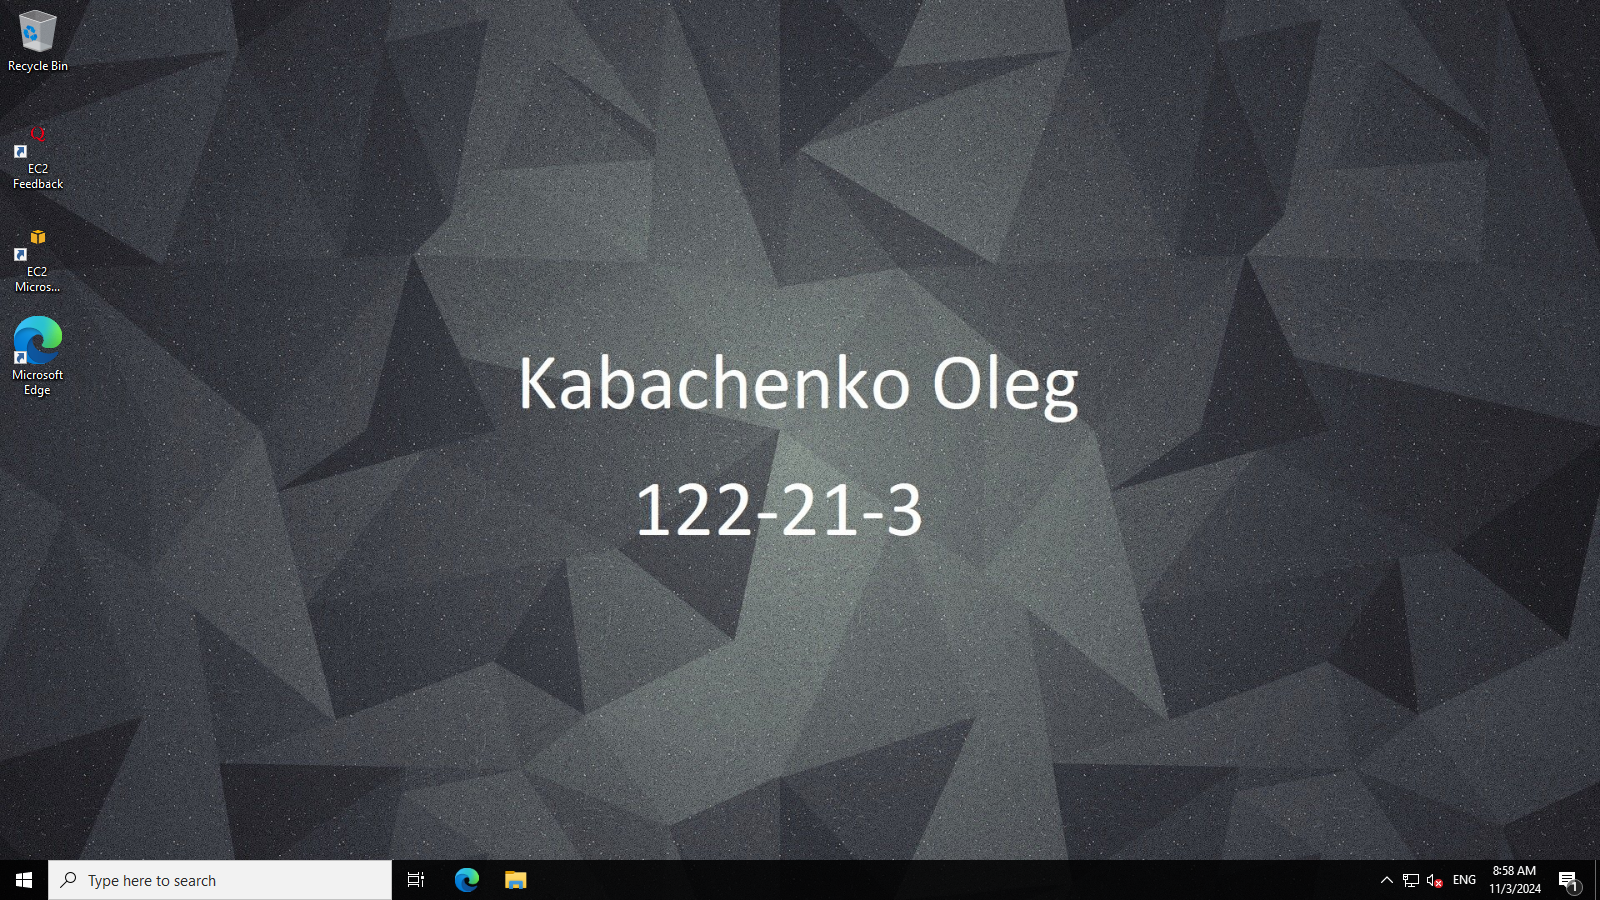 Recycle Bin
EC2
Feedback
EC2
Micros...
Microsoft
Edge
Kabachenko Oleg
122-21-3
Type here to search
ENG
8:58 AM
11/3/2024
1